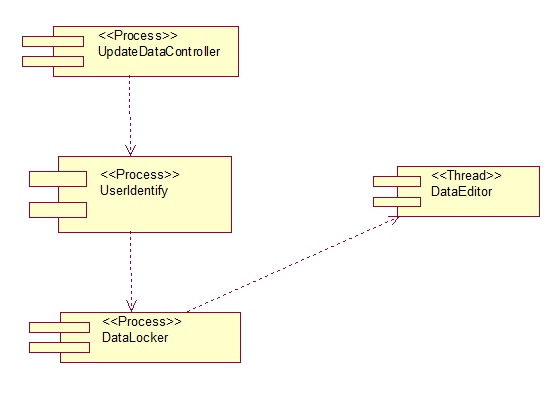 <<Process>>
UpdateDataController
<<Process>>
UserIdentify
<<Thread>>
DataEditor
<<Process>>
DataLocker